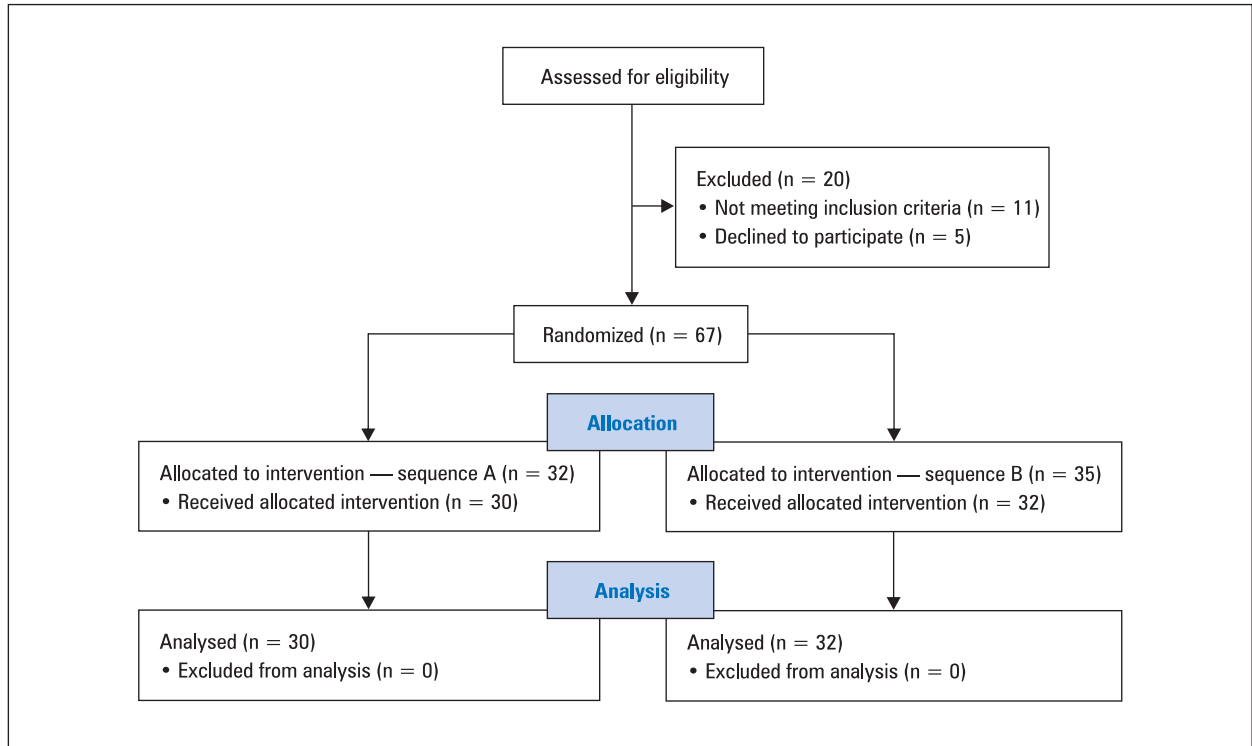 Assessed for eligibility
Excluded (n = 20)
• Not meeting inclusion criteria (n = 11)
• Declined to participate (n = 5)
Randomized (n = 67)
Allocation
Allocated to intervention — sequence A (n = 32)
• Received allocated intervention (n = 30)
Allocated to intervention — sequence B (n = 35)
• Received allocated intervention (n = 32)
Analysis
Analysed (n = 30)
• Excluded from analysis (n = 0)
Analysed (n = 32)
• Excluded from analysis (n = 0)